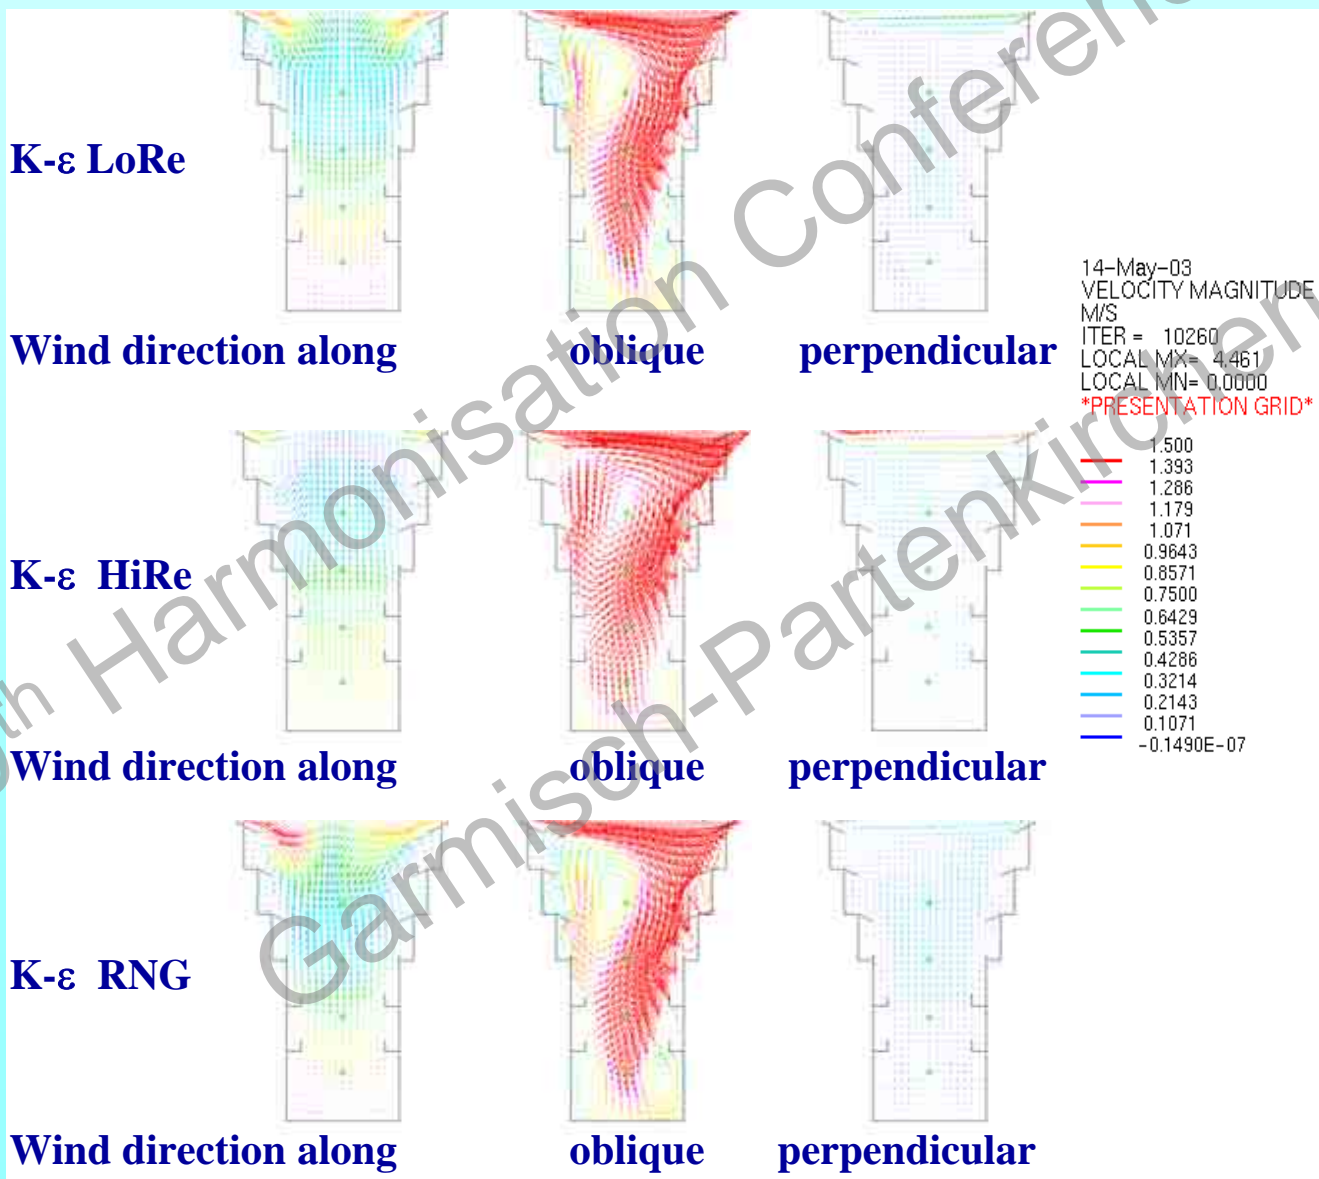 K-ε LoRe
Wind direction along oblique perpendicular
14-May-03
VELOCITY MAGNITUDE
M/S
ITER = 10260
LOCAL MX= 4.461
LOCAL MN= 0.0000
*PRESENTATION GRID*
1.500
1.393
1.286
1.179
1.071
0.9643
0.8571
0.7500
0.6429
0.5357
0.4286
0.3214
0.2143
0.1071
-0.1490E-07
K-ε HiRe
Wind direction along oblique perpendicular
K-ε RNG
Wind direction along oblique perpendicular
th Harmonisation Conference
Garmisch-Partenkirchen